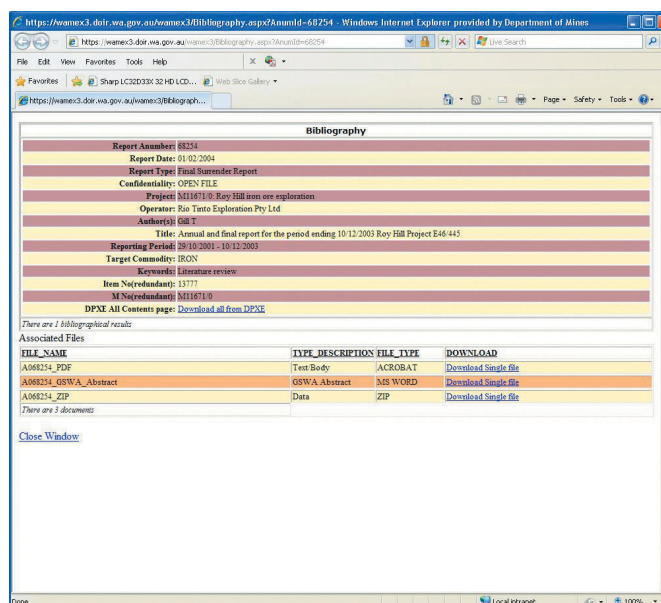 https://wamex3.doir.wa.gov.au/wamex3/Bibliography.aspx?AnumId=68254 - Windows Internet Explorer provided by Department of Mines
https://wamex3.doir.wa.gov.au/wamex3/Bibliography.aspx?AnumId=68254
Live Search
File Edit View Favorites Tools Help
Favorites Sharp LC32D33X 32 HD LCD... Web Slice Gallery
https://wamex3.doir.wa.gov.au/wamex3/Bibliograph... Page Safety Tools
Bibliography
Report Anumber: 68254
Report Date: 01/02/2004
Report Type: Final Surrender Report
Confidentiality: OPEN FILE
Project: M11671/0: Roy Hill iron ore exploration
Operator: Rio Tinto Exploration Pty Ltd
Author(s): Gill T
Title: Annual and final report for the period ending 10/12/2003 Roy Hill Project E46/445
Reporting Period: 29/10/2001 - 10/12/2003
Target Commodity: IRON
Keywords: Literature review
Item No(redundant): 13777
M No(redundant): M11671/0
DPXE All Contents page: Download all from DPXE
There are 1 bibliographical results
Associated Files
FILE_NAME TYPE_DESCRIPTION FILE_TYPE DOWNLOAD
A068254_PDF Text/Body ACROBAT Download Single file
A068254_GSWA_Abstract GSWA Abstract MS WORD Download Single file
A068254_ZIP Data ZIP Download Single file
There are 3 documents
Close Window
Done Local intranet 100%